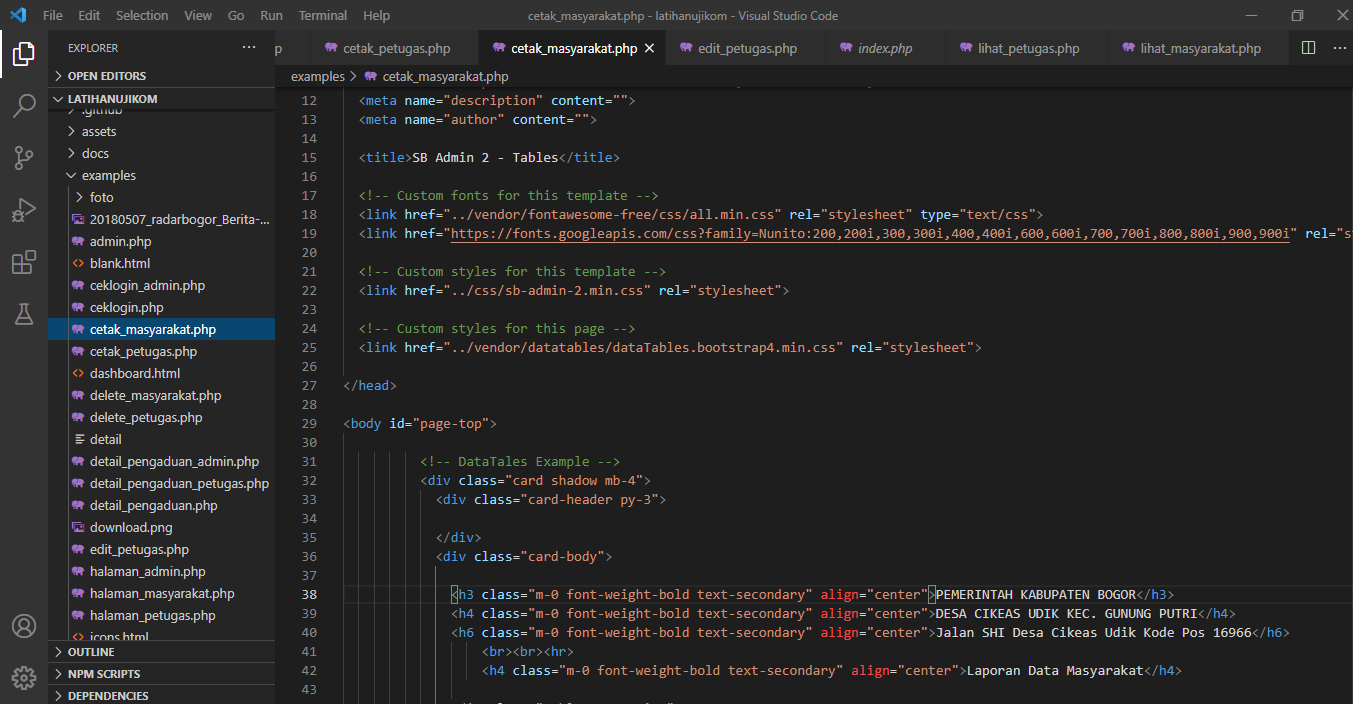 File Edit Selection View Go Run Terminal Help cetak_masyarakat.php - latihanujikom - Visual Studio Code
EXPLORER ···
p cetak_petugas.php cetak_masyarakat.php edit_petugas.php index.php lihat_petugas.php lihat_masyarakat.php
examples > cetak_masyarakat.php
OPEN EDITORS
LATIHANUJIKOM
.github
assets
docs
examples
foto
20180507_radarbogor_Berita-...
admin.php
blank.html
ceklogin_admin.php
ceklogin.php
cetak_masyarakat.php
cetak_petugas.php
dashboard.html
delete_masyarakat.php
delete_petugas.php
detail
detail_pengaduan_admin.php
detail_pengaduan_petugas.php
detail_pengaduan.php
download.png
edit_petugas.php
halaman_admin.php
halaman_masyarakat.php
halaman_petugas.php
icons.html
OUTLINE
NPM SCRIPTS
DEPENDENCIES
12 <meta name="description" content="">
13 <meta name="author" content="">
14
15 <title>SB Admin 2 - Tables</title>
16
17 <!-- Custom fonts for this template -->
18 <link href="../vendor/fontawesome-free/css/all.min.css" rel="stylesheet" type="text/css">
19 <link href="https://fonts.googleapis.com/css?family=Nunito:200,200i,300,300i,400,400i,600,600i,700,700i,800,800i,900,900i" rel="s
20
21 <!-- Custom styles for this template -->
22 <link href="../css/sb-admin-2.min.css" rel="stylesheet">
23
24 <!-- Custom styles for this page -->
25 <link href="../vendor/datatables/dataTables.bootstrap4.min.css" rel="stylesheet">
26
27 </head>
28
29 <body id="page-top">
30
31 <!-- DataTales Example -->
32 <div class="card shadow mb-4">
33 <div class="card-header py-3">
34
35 </div>
36 <div class="card-body">
37
38 <h3 class="m-0 font-weight-bold text-secondary" align="center">PEMERINTAH KABUPATEN BOGOR</h3>
39 <h4 class="m-0 font-weight-bold text-secondary" align="center">DESA CIKEAS UDIK KEC. GUNUNG PUTRI</h4>
40 <h6 class="m-0 font-weight-bold text-secondary" align="center">Jalan SHI Desa Cikeas Udik Kode Pos 16966</h6>
41 <br><br><hr>
42 <h4 class="m-0 font-weight-bold text-secondary" align="center">Laporan Data Masyarakat</h4>
43